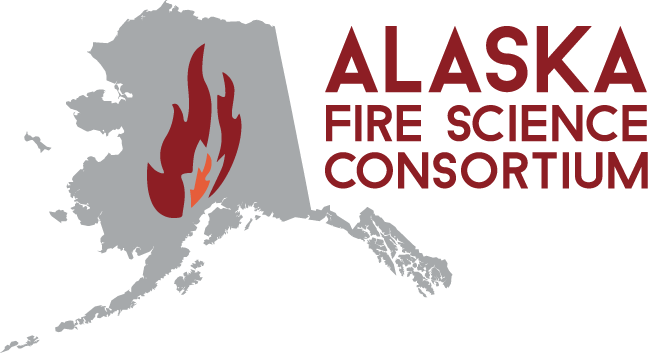 ALASKA
FIRE SCIENCE
CONSORTIUM